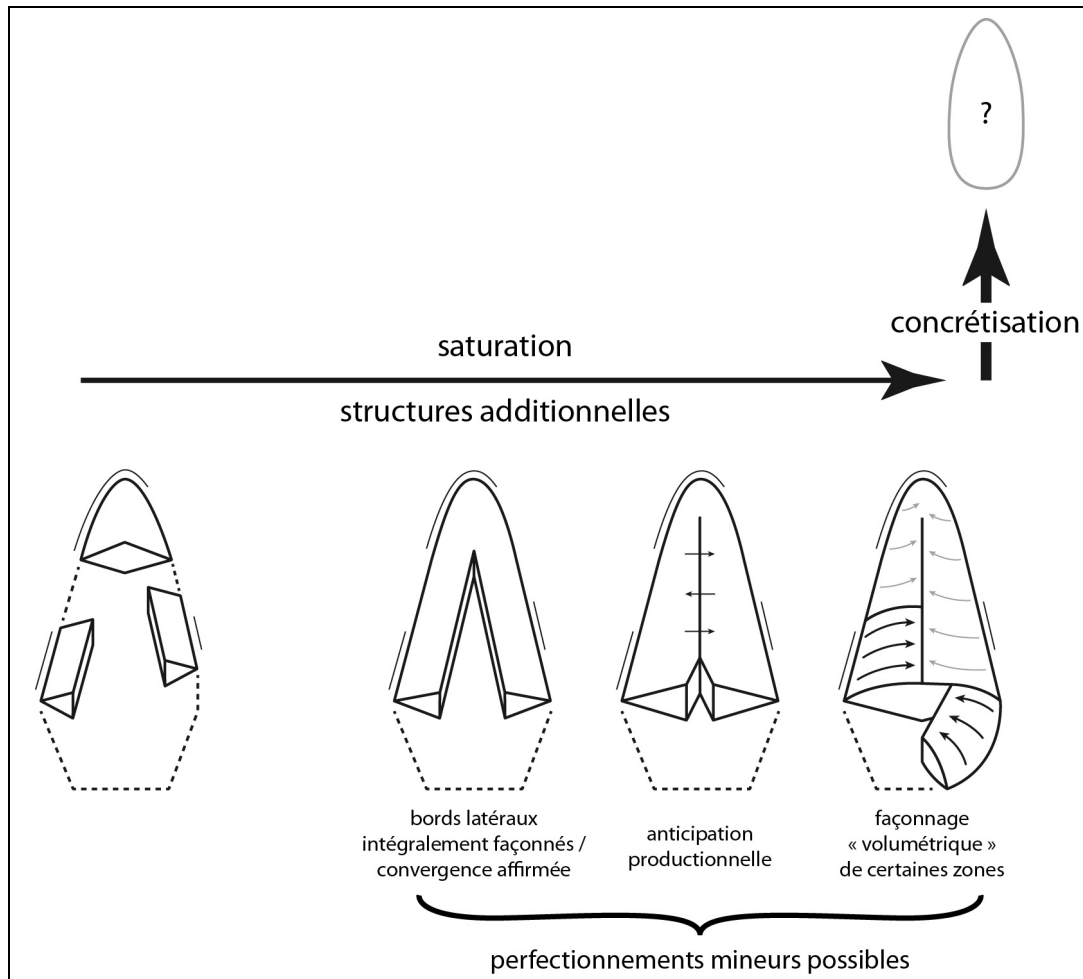 ?
concrétisation
saturation
structures additionnelles
bords latéraux
intégralement façonnés /
convergence affirmée
anticipation
productionnelle
façonnage
« volumétrique »
de certaines zones
perfectionnements mineurs possibles